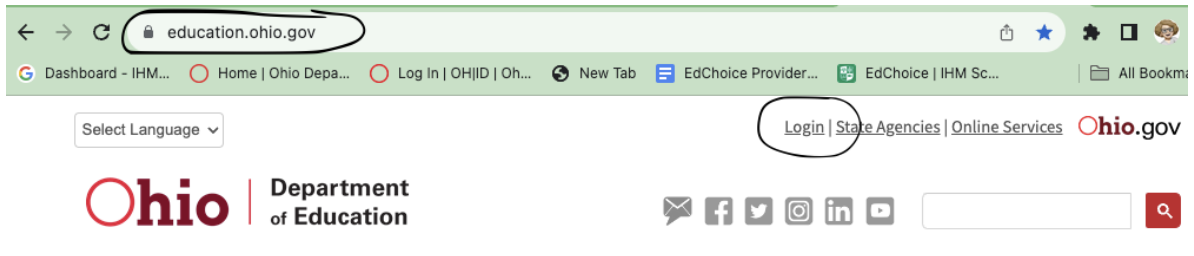 education.ohio.gov
Dashboard - IHM... Home | Ohio Depa... Log In | OH|ID | Oh... New Tab EdChoice Provider... EdChoice | IHM Sc... All Bookma
Select Language Login | State Agencies | Online Services Ohio.gov
Ohio Department
of Education